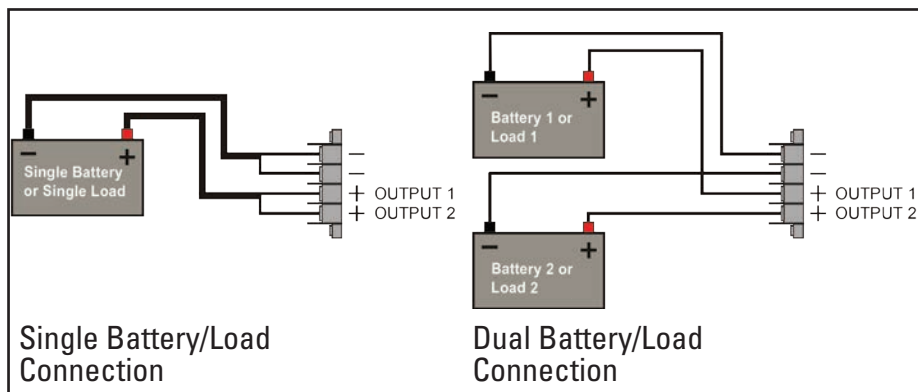 − +
Single Battery
or Single Load
−
−
+ OUTPUT 1
+ OUTPUT 2
Single Battery/Load
Connection
− +
Battery 1 or
Load 1
− +
Battery 2 or
Load 2
−
−
+ OUTPUT 1
+ OUTPUT 2
Dual Battery/Load
Connection